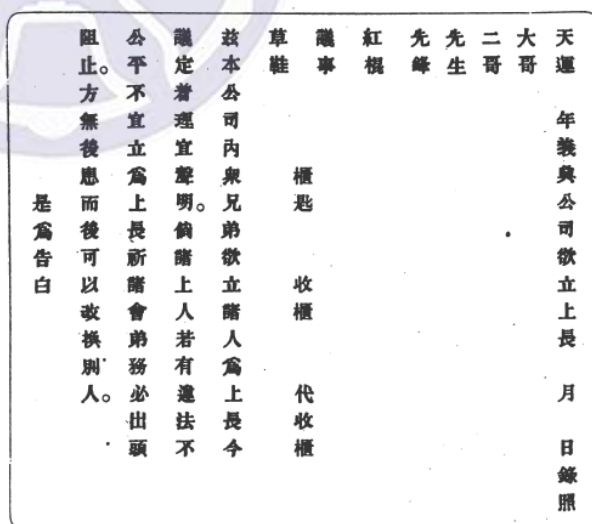 天運　年義興公司欲立上長　月　日錄照
大哥
二哥
先生
先鋒
紅棍
議事　櫃匙　收櫃　代收櫃
草鞋
玆本公司內衆兄弟欲立諸人爲上長今
議定着理宜聲明。倘諸上人若有違法不
公平不宜立爲上長祈諸會弟務必出頭
阻止。方無後患而後可以改換別人。
是爲告白